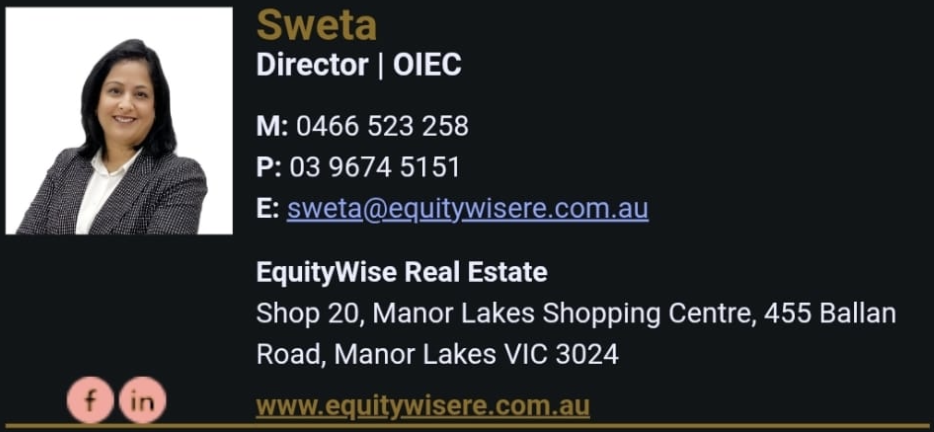 Sweta
Director | OIEC
M: 0466 523 258
P: 03 9674 5151
E: sweta@equitywisere.com.au
EquityWise Real Estate
Shop 20, Manor Lakes Shopping Centre, 455 Ballan
Road, Manor Lakes VIC 3024
f in
www.equitywisere.com.au